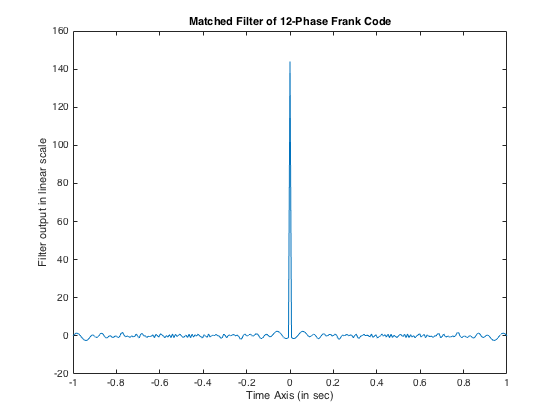 Matched Filter of 12-Phase Frank Code
160
140
120
100
80
60
40
20
0
-20
Filter output in linear scale
-1 -0.8 -0.6 -0.4 -0.2 0 0.2 0.4 0.6 0.8 1
Time Axis (in sec)